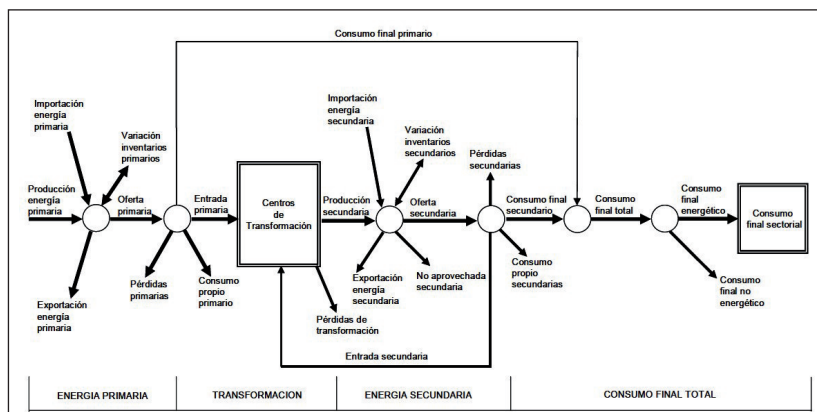 Consumo final primario
Importación
energía
primaria
Variación
inventarios
primarios
Producción
energía
primaria
Oferta
primaria
Entrada
primaria
Exportación
energía
primaria
Pérdidas
primarias
Consumo
propio
primario
Centros
de
Transformación
Importación
energía
secundaria
Variación
inventarios
secundarios
Pérdidas
secundarias
Producción
secundaria
Oferta
secundaria
Consumo final
secundario
Consumo
final total
Consumo
final
energético
Consumo
final sectorial
Exportación
energía
secundaria
No aprovechada
secundaria
Consumo
propio
secundarias
Consumo
final no
energético
Pérdidas de
transformación
Entrada secundaria
ENERGIA PRIMARIA
TRANSFORMACION
ENERGIA SECUNDARIA
CONSUMO FINAL TOTAL